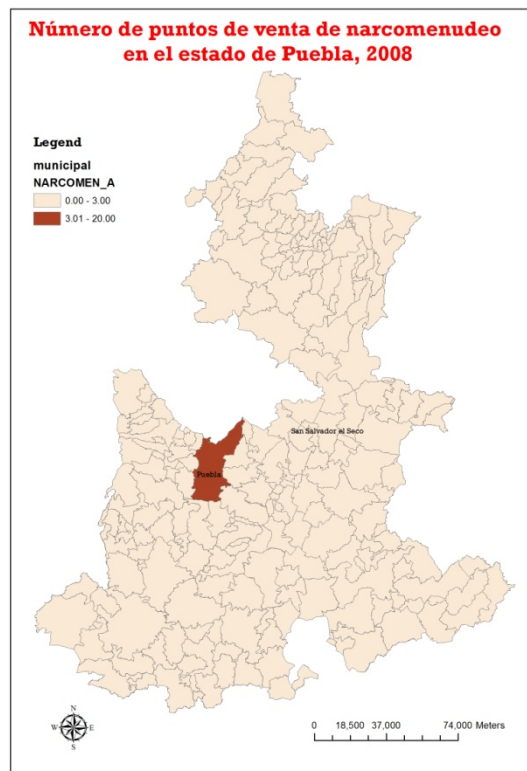 Número de puntos de venta de narcomenudeo
en el estado de Puebla, 2008
Legend
municipal
NARCOMEN_A
0.00 - 3.00
3.01 - 20.00
San Salvador el Seco
Puebla
N
W E
S
0 18,500 37,000 74,000 Meters